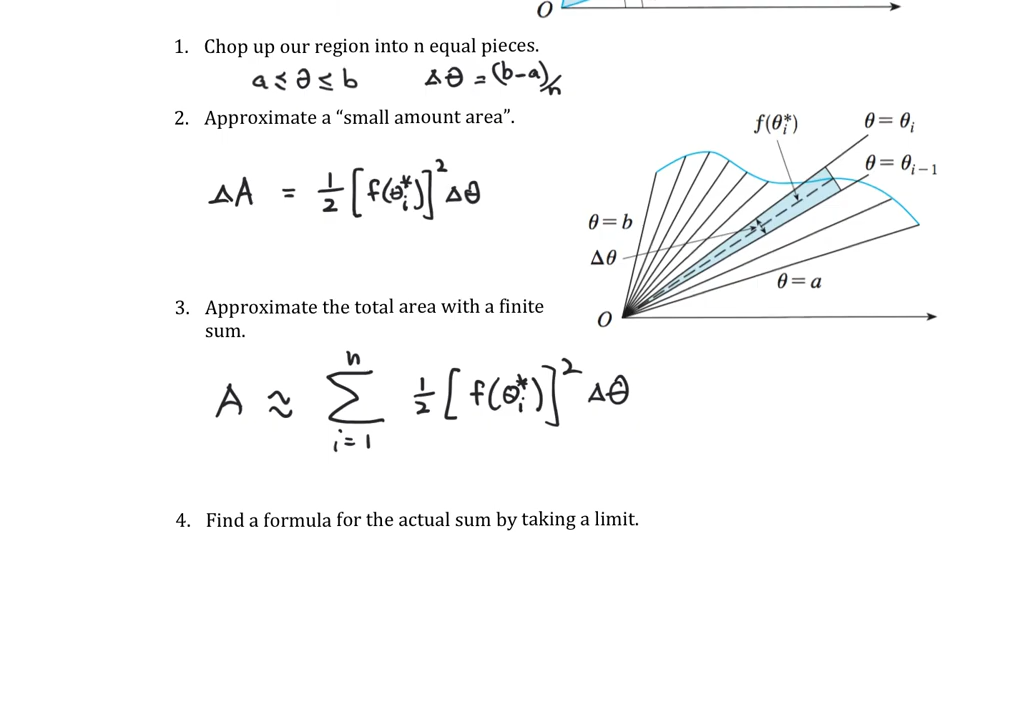 O
1. Chop up our region into n equal pieces.
a ≤ θ ≤ b Δθ = (b-a)/n
2. Approximate a “small amount area”.
f(θᵢ*) θ = θᵢ
θ = θᵢ₋₁
ΔA = 1/2 [f(θᵢ*)]² Δθ
θ = b
Δθ
θ = a
3. Approximate the total area with a finite
sum.
O
A ≈ n Σ i=1 1/2 [f(θᵢ*)]² Δθ
4. Find a formula for the actual sum by taking a limit.